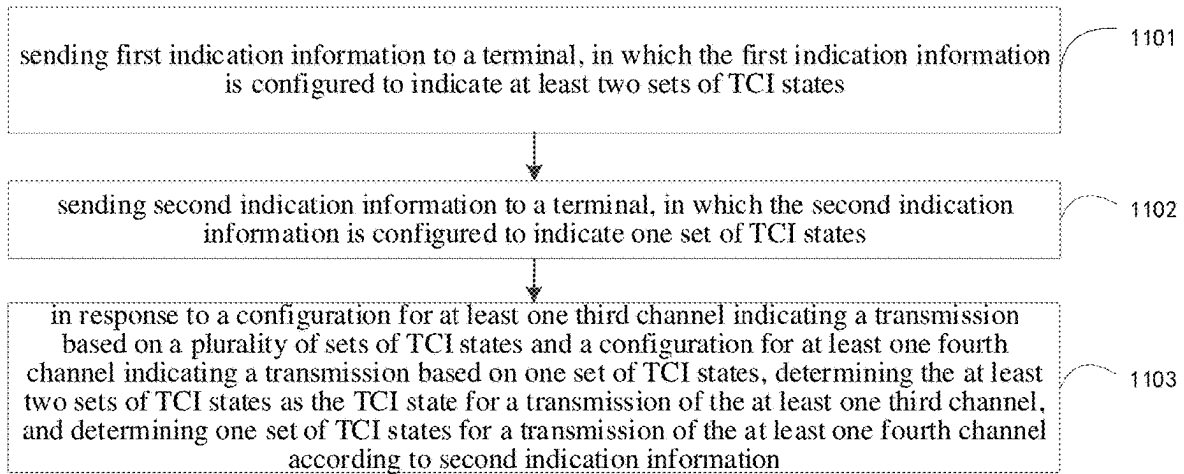 sending first indication information to a terminal, in which the first indication information
is configured to indicate at least two sets of TCI states
1101
sending second indication information to a terminal, in which the second indication
information is configured to indicate one set of TCI states
1102
in response to a configuration for at least one third channel indicating a transmission
based on a plurality of sets of TCI states and a configuration for at least one fourth
channel indicating a transmission based on one set of TCI states, determining the at least
two sets of TCI states as the TCI state for a transmission of the at least one third channel,
and determining one set of TCI states for a transmission of the at least one fourth channel
according to second indication information
1103